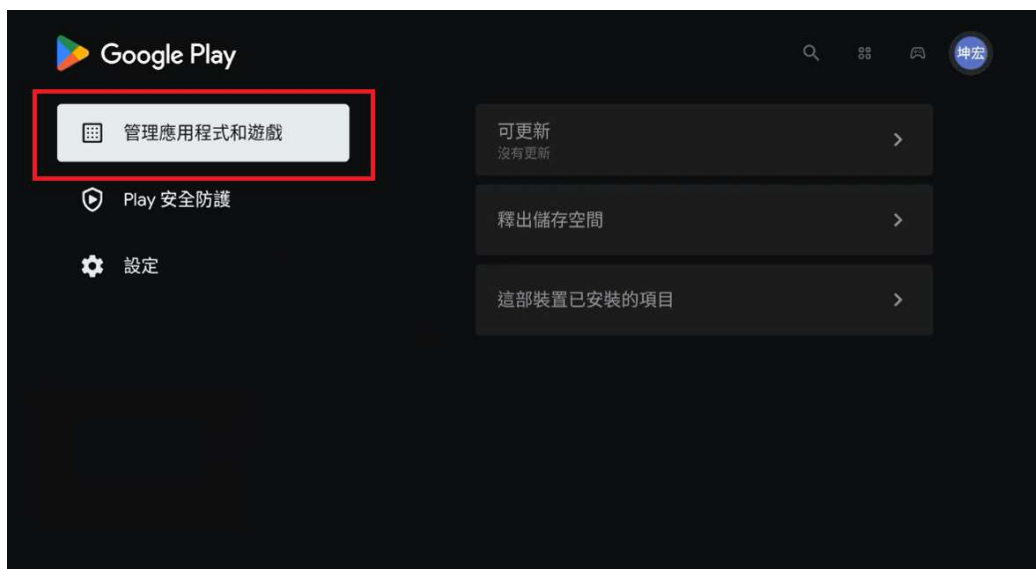 Google Play
坤宏
管理應用程式和遊戲
Play 安全防護
設定
可更新
沒有更新
釋出儲存空間
這部裝置已安裝的項目